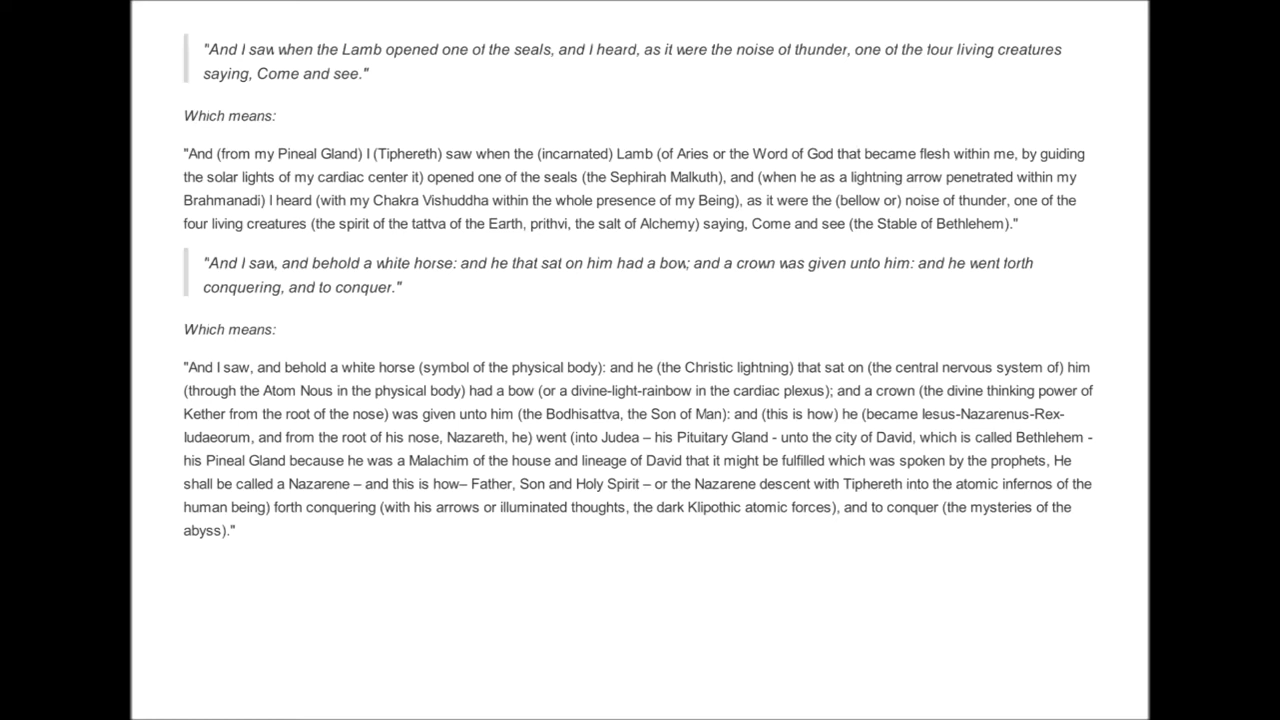 "And I saw when the Lamb opened one of the seals, and I heard, as it were the noise of thunder, one of the four living creatures
saying, Come and see."
Which means:
"And (from my Pineal Gland) I (Tiphereth) saw when the (incarnated) Lamb (of Aries or the Word of God that became flesh within me, by guiding
the solar lights of my cardiac center it) opened one of the seals (the Sephirah Malkuth), and (when he as a lightning arrow penetrated within my
Brahmanadi) I heard (with my Chakra Vishuddha within the whole presence of my Being), as it were the (bellow or) noise of thunder, one of the
four living creatures (the spirit of the tattva of the Earth, prithvi, the salt of Alchemy) saying, Come and see (the Stable of Bethlehem)."
"And I saw, and behold a white horse: and he that sat on him had a bow; and a crown was given unto him: and he went forth
conquering, and to conquer."
Which means:
"And I saw, and behold a white horse (symbol of the physical body): and he (the Christic lightning) that sat on (the central nervous system of) him
(through the Atom Nous in the physical body) had a bow (or a divine-light-rainbow in the cardiac plexus); and a crown (the divine thinking power of
Kether from the root of the nose) was given unto him (the Bodhisattva, the Son of Man): and (this is how) he (became Iesus-Nazarenus-Rex-
Iudaeorum, and from the root of his nose, Nazareth, he) went (into Judea – his Pituitary Gland - unto the city of David, which is called Bethlehem -
his Pineal Gland because he was a Malachim of the house and lineage of David that it might be fulfilled which was spoken by the prophets, He
shall be called a Nazarene – and this is how– Father, Son and Holy Spirit – or the Nazarene descent with Tiphereth into the atomic infernos of the
human being) forth conquering (with his arrows or illuminated thoughts, the dark Klipothic atomic forces), and to conquer (the mysteries of the
abyss)."